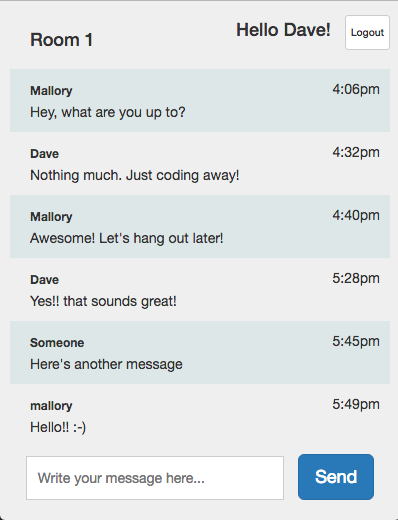 Room 1
Hello Dave!
Logout
Mallory
4:06pm
Hey, what are you up to?
Dave
4:32pm
Nothing much. Just coding away!
Mallory
4:40pm
Awesome! Let's hang out later!
Dave
5:28pm
Yes!! that sounds great!
Someone
5:45pm
Here's another message
mallory
5:49pm
Hello!! :-)
Write your message here...
Send